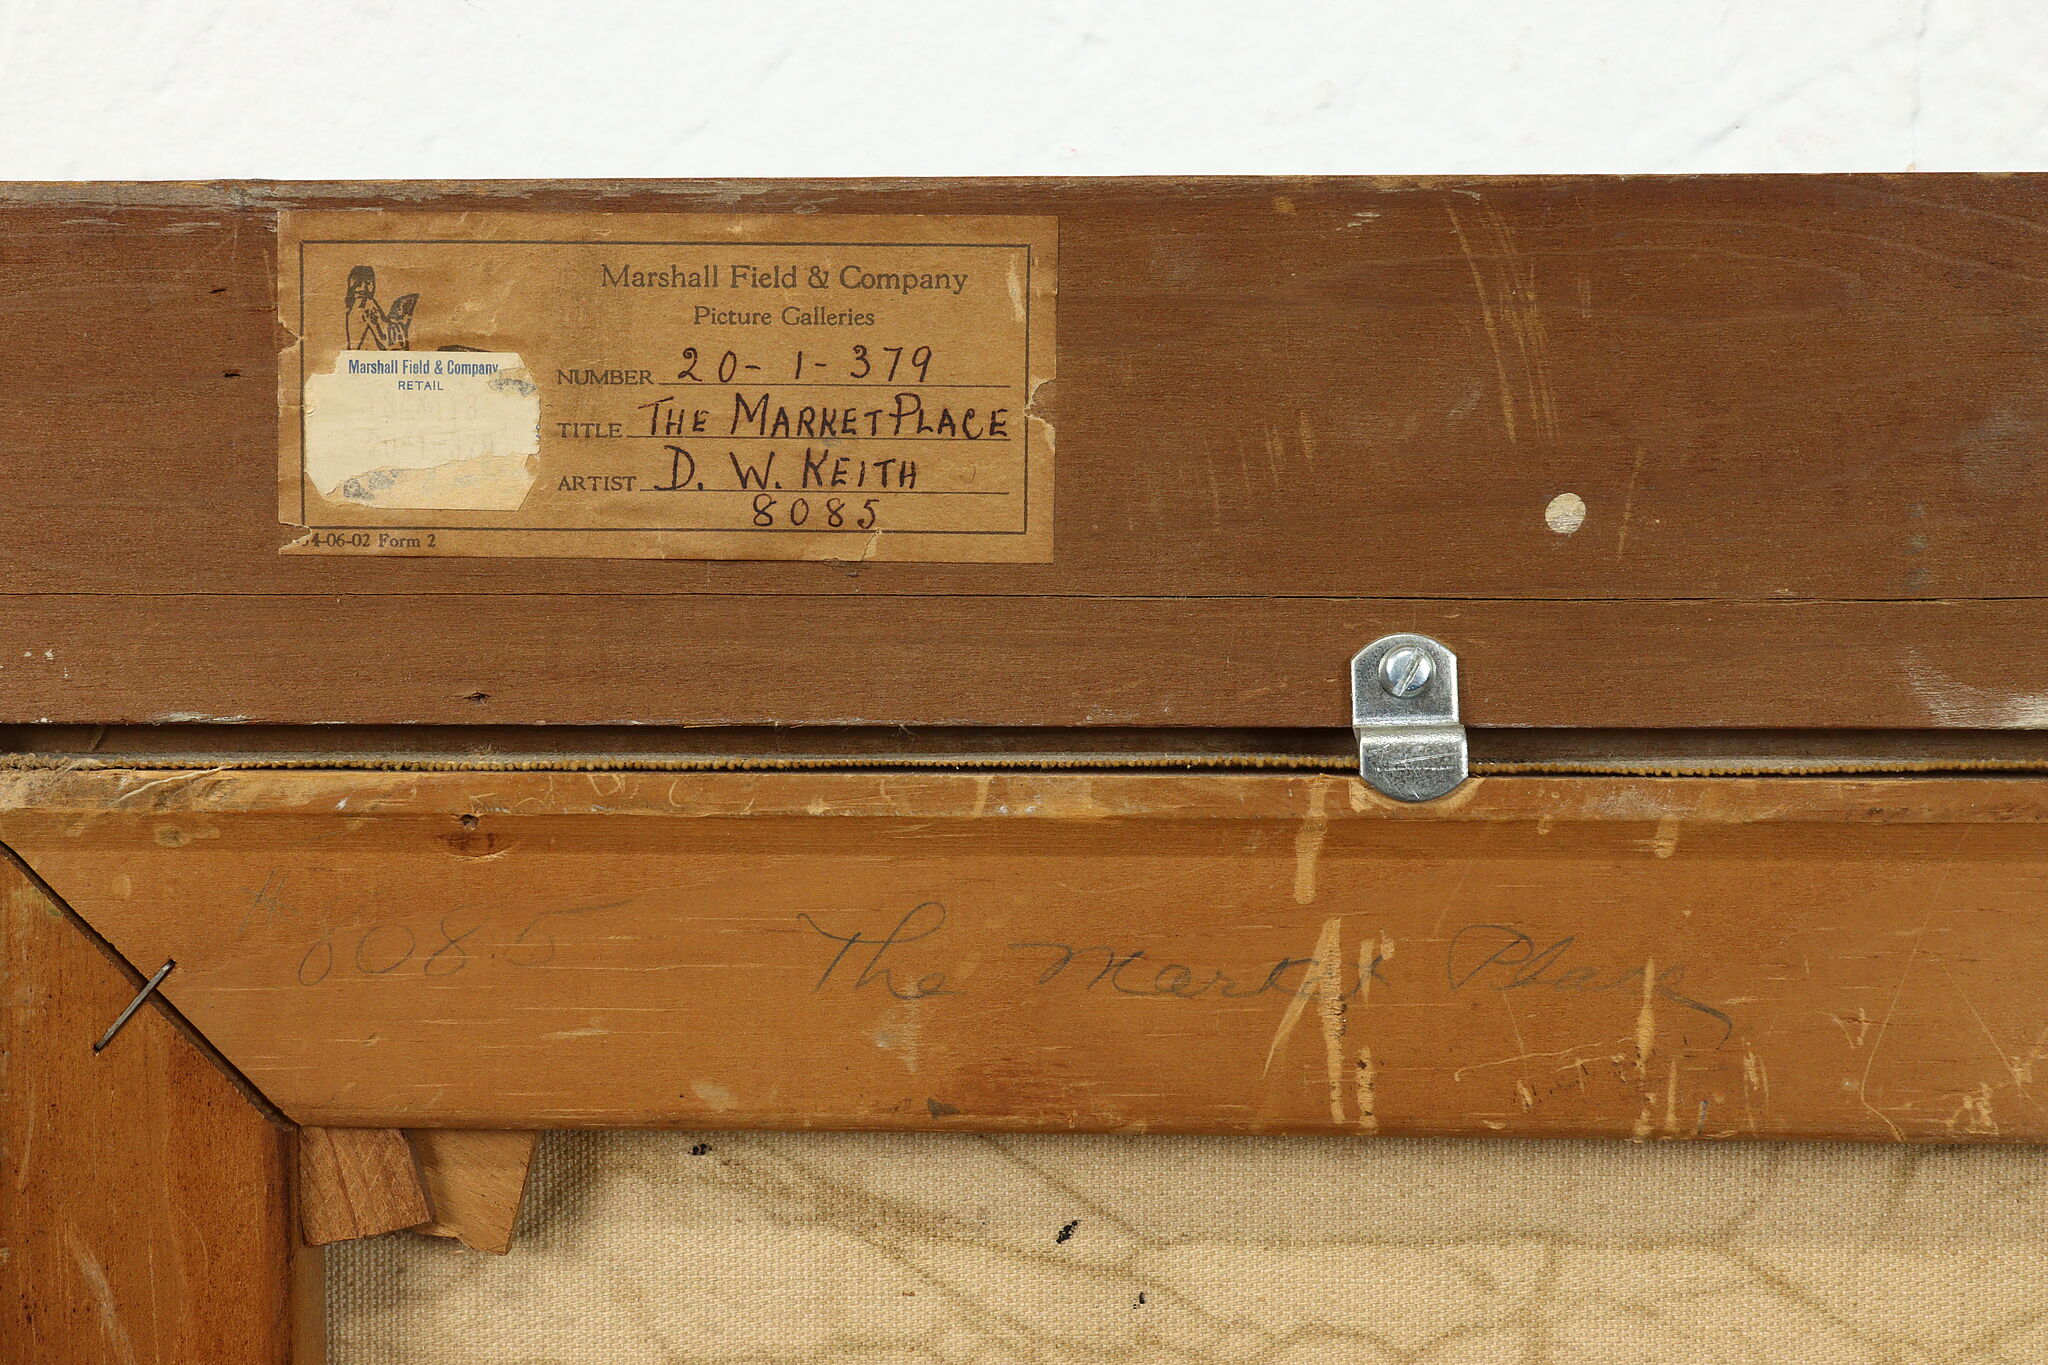 Marshall Field & Company
Picture Galleries
Marshall Field & Company
RETAIL
NUMBER 20-1-379
TITLE THE MARKET PLACE
ARTIST D. W. KEITH
8085
4-06-02 Form 2
# 8085 The Market Place